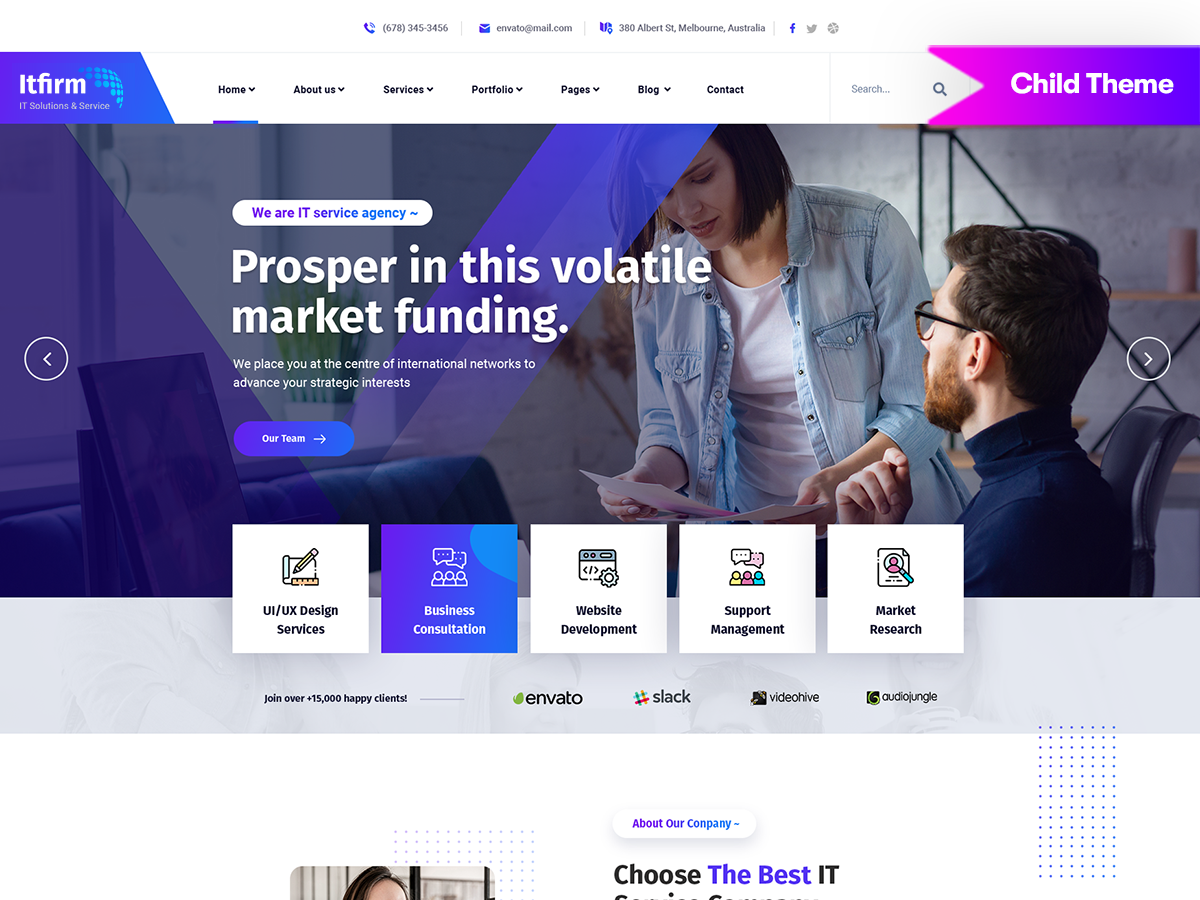 (678) 345-3456
envato@mail.com
380 Albert St, Melbourne, Australia
Itfirm
IT Solutions & Service
Home
About us
Services
Portfolio
Pages
Blog
Contact
Search...
Child Theme
We are IT service agency ~
Prosper in this volatile
market funding.
We place you at the centre of international networks to
advance your strategic interests
Our Team
UI/UX Design
Services
Business
Consultation
Website
Development
Support
Management
Market
Research
Join over +15,000 happy clients!
envato
slack
videohive
audiojungle
About Our Conpany ~
Choose The Best IT
Service Company